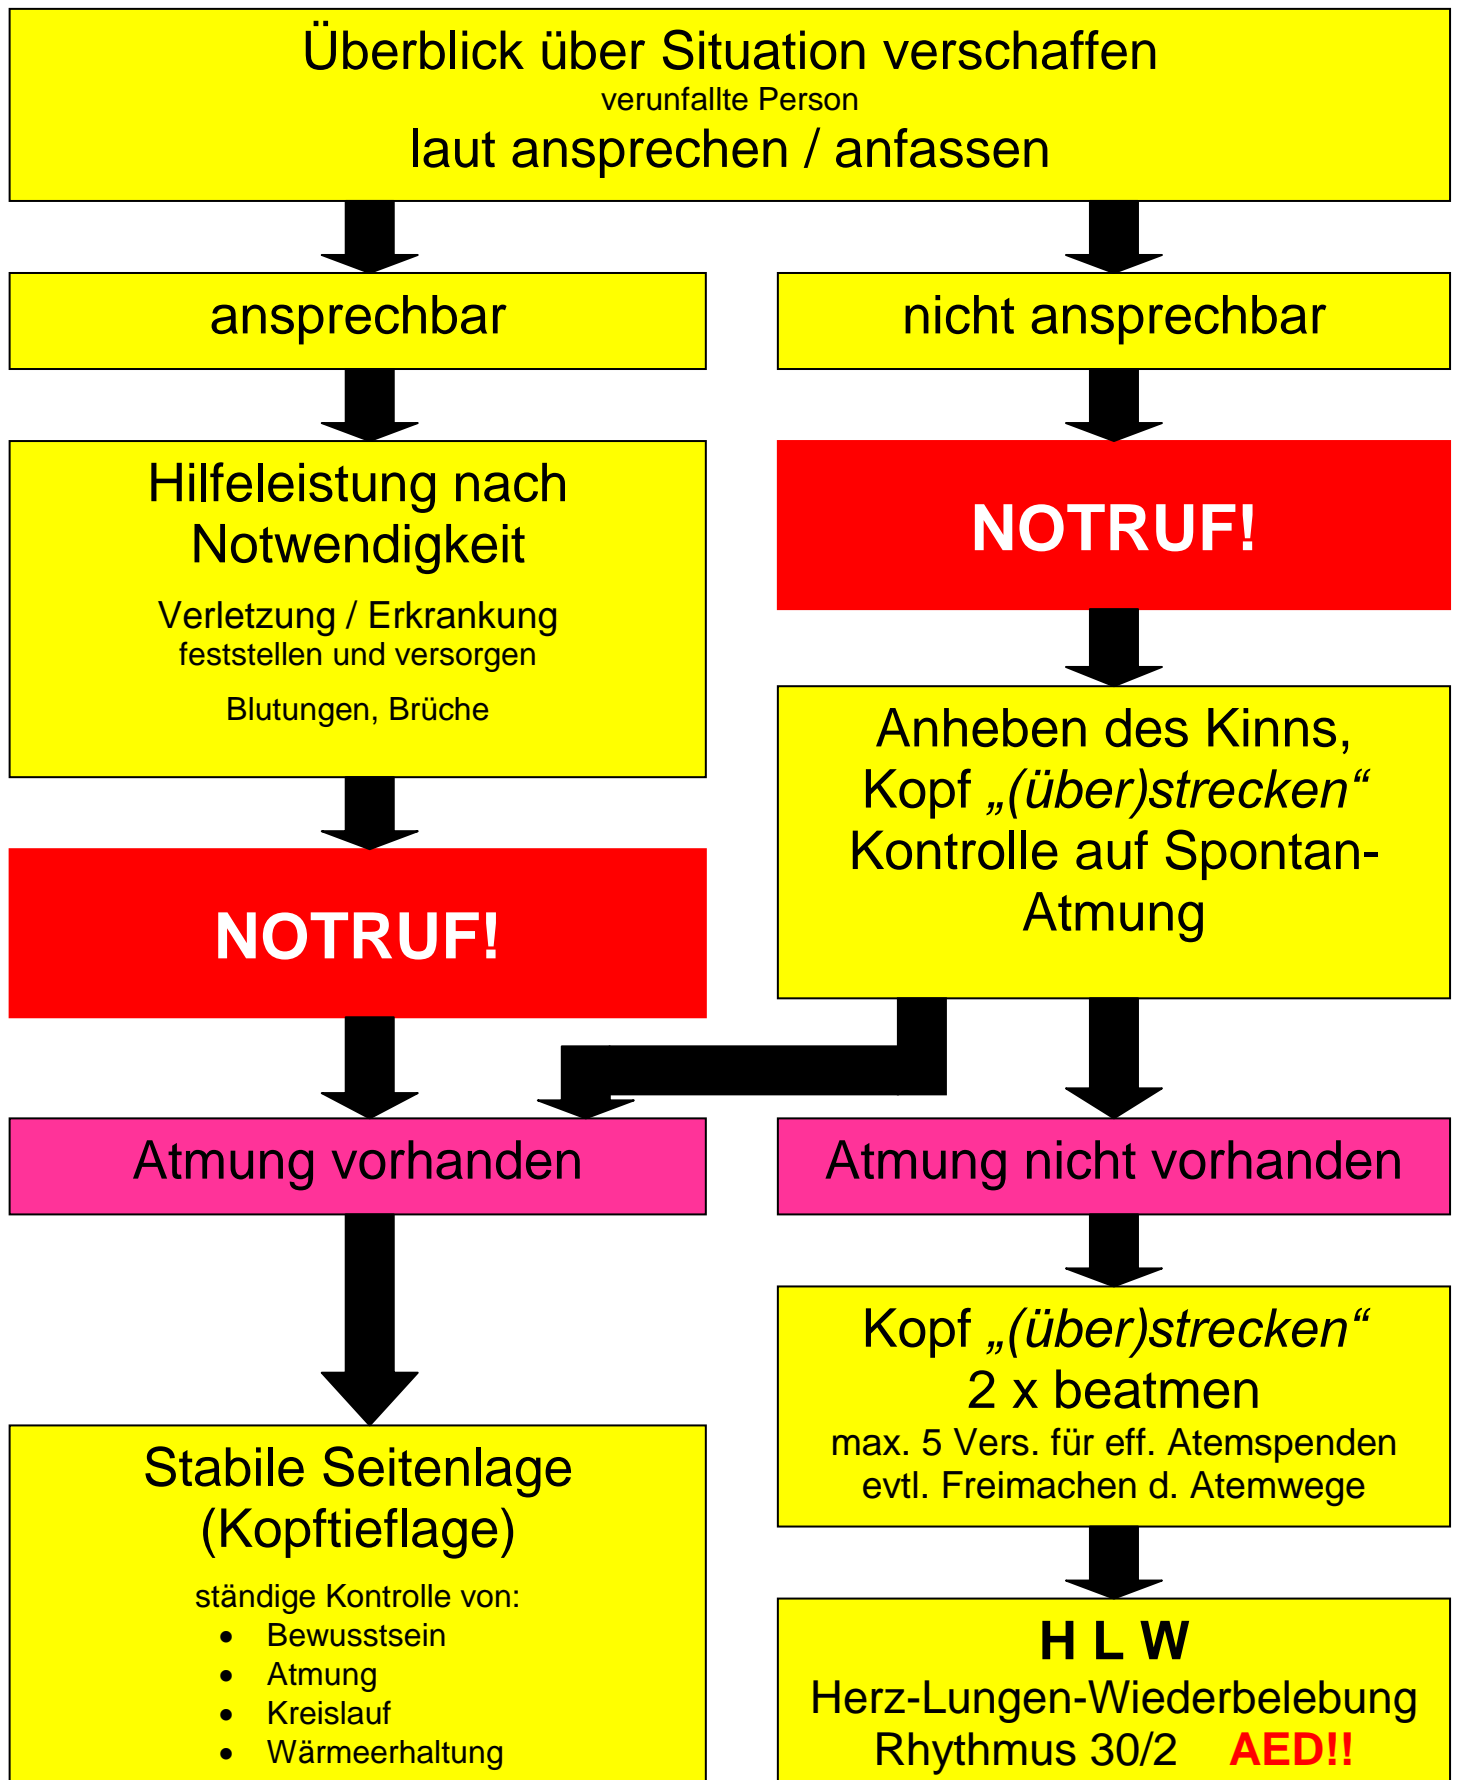 Überblick über Situation verschaffen
verunfallte Person
laut ansprechen / anfassen
ansprechbar
nicht ansprechbar
Hilfeleistung nach
Notwendigkeit
Verletzung / Erkrankung
feststellen und versorgen
Blutungen, Brüche
NOTRUF!
NOTRUF!
Anheben des Kinns,
Kopf „(über)strecken“
Kontrolle auf Spontan-
Atmung
Atmung vorhanden
Atmung nicht vorhanden
Stabile Seitenlage
(Kopftieflage)
ständige Kontrolle von:
• Bewusstsein
• Atmung
• Kreislauf
• Wärmeerhaltung
Kopf „(über)strecken“
2 x beatmen
max. 5 Vers. für eff. Atemspenden
evtl. Freimachen d. Atemwege
H L W
Herz-Lungen-Wiederbelebung
Rhythmus 30/2 AED!!